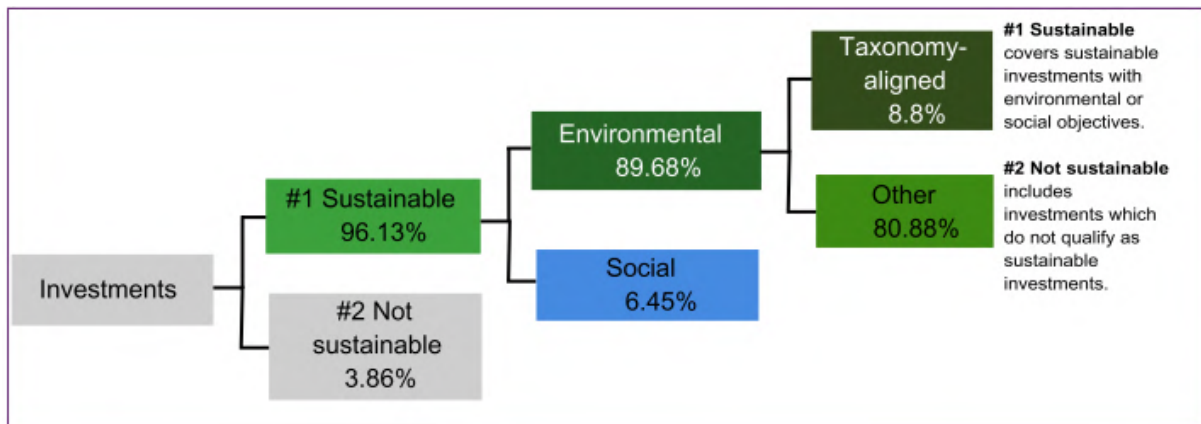 Investments
#1 Sustainable
96.13%
#2 Not
sustainable
3.86%
Environmental
89.68%
Social
6.45%
Taxonomy-
aligned
8.8%
Other
80.88%
#1 Sustainable
covers sustainable
investments with
environmental or
social objectives.
#2 Not sustainable
includes
investments which
do not qualify as
sustainable
investments.